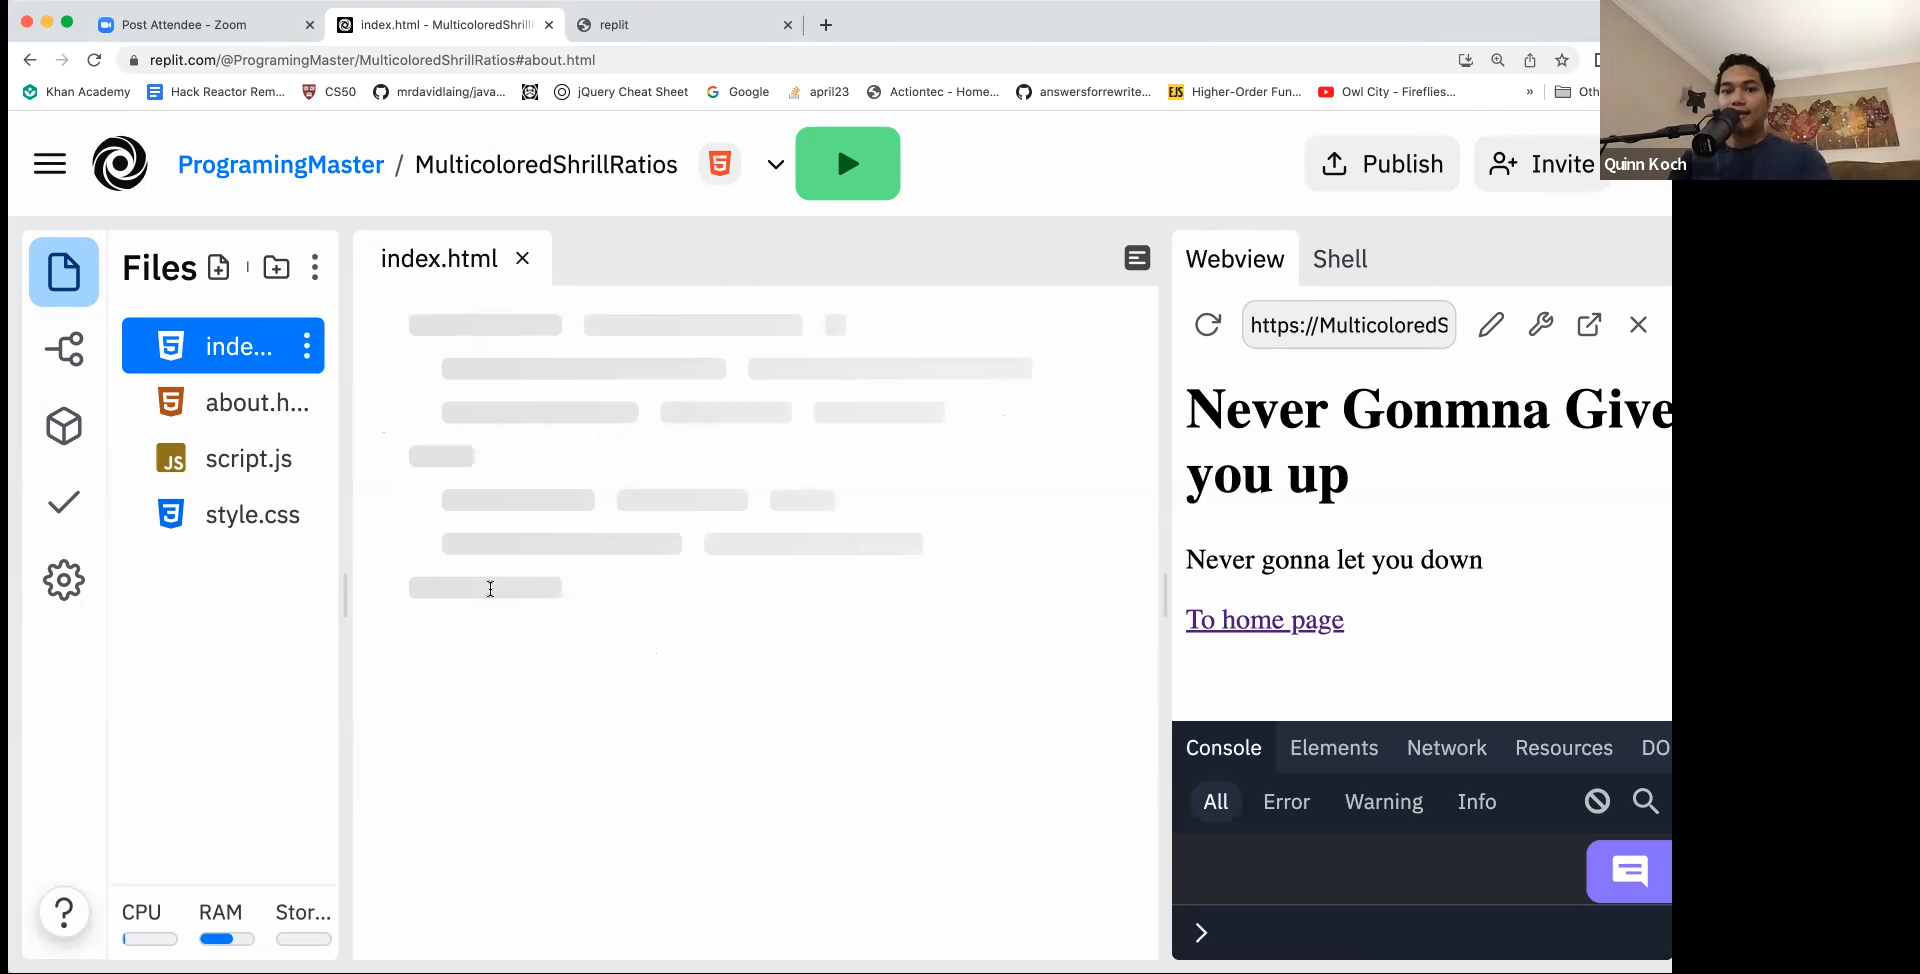 Post Attendee - Zoom
index.html - MulticoloredShrill
replit
replit.com/@ProgramingMaster/MulticoloredShrillRatios#about.html
Khan Academy
Hack Reactor Rem...
CS50
mrdavidlaing/java...
jQuery Cheat Sheet
Google
april23
Actiontec - Home...
answersforrewrite...
EJS
Higher-Order Fun...
Owl City - Fireflies...
»
Oth
ProgramingMaster / MulticoloredShrillRatios
Publish
Invite
Quinn Koch
Files
index.html
Webview
Shell
inde...
about.h...
JS
script.js
style.css
https://MulticoloredS
Never Gonmna Give
you up
Never gonna let you down
To home page
Console
Elements
Network
Resources
DO
All
Error
Warning
Info
CPU
RAM
Stor...
?